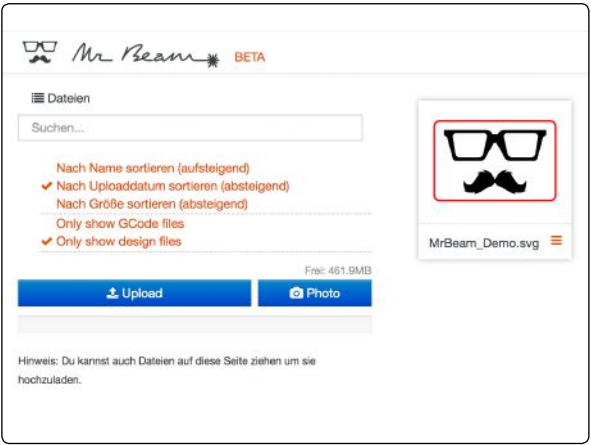 Mr Beam BETA
Dateien
Suchen...
Nach Name sortieren (aufsteigend)
Nach Uploaddatum sortieren (absteigend)
Nach Größe sortieren (absteigend)
Only show GCode files
Only show design files
Frei: 461.9MB
Upload Photo
Hinweis: Du kannst auch Dateien auf diese Seite ziehen um sie
hochzuladen.
MrBeam_Demo.svg